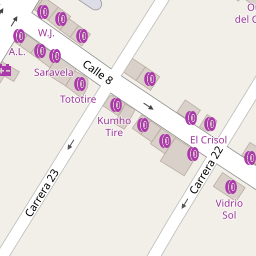 W.J.
A.L.
Saravela
Calle 8
Tototire
Kumho
Tire
El Crisol
Carrera 23
Carrera 22
Vidrio
Sol
del C